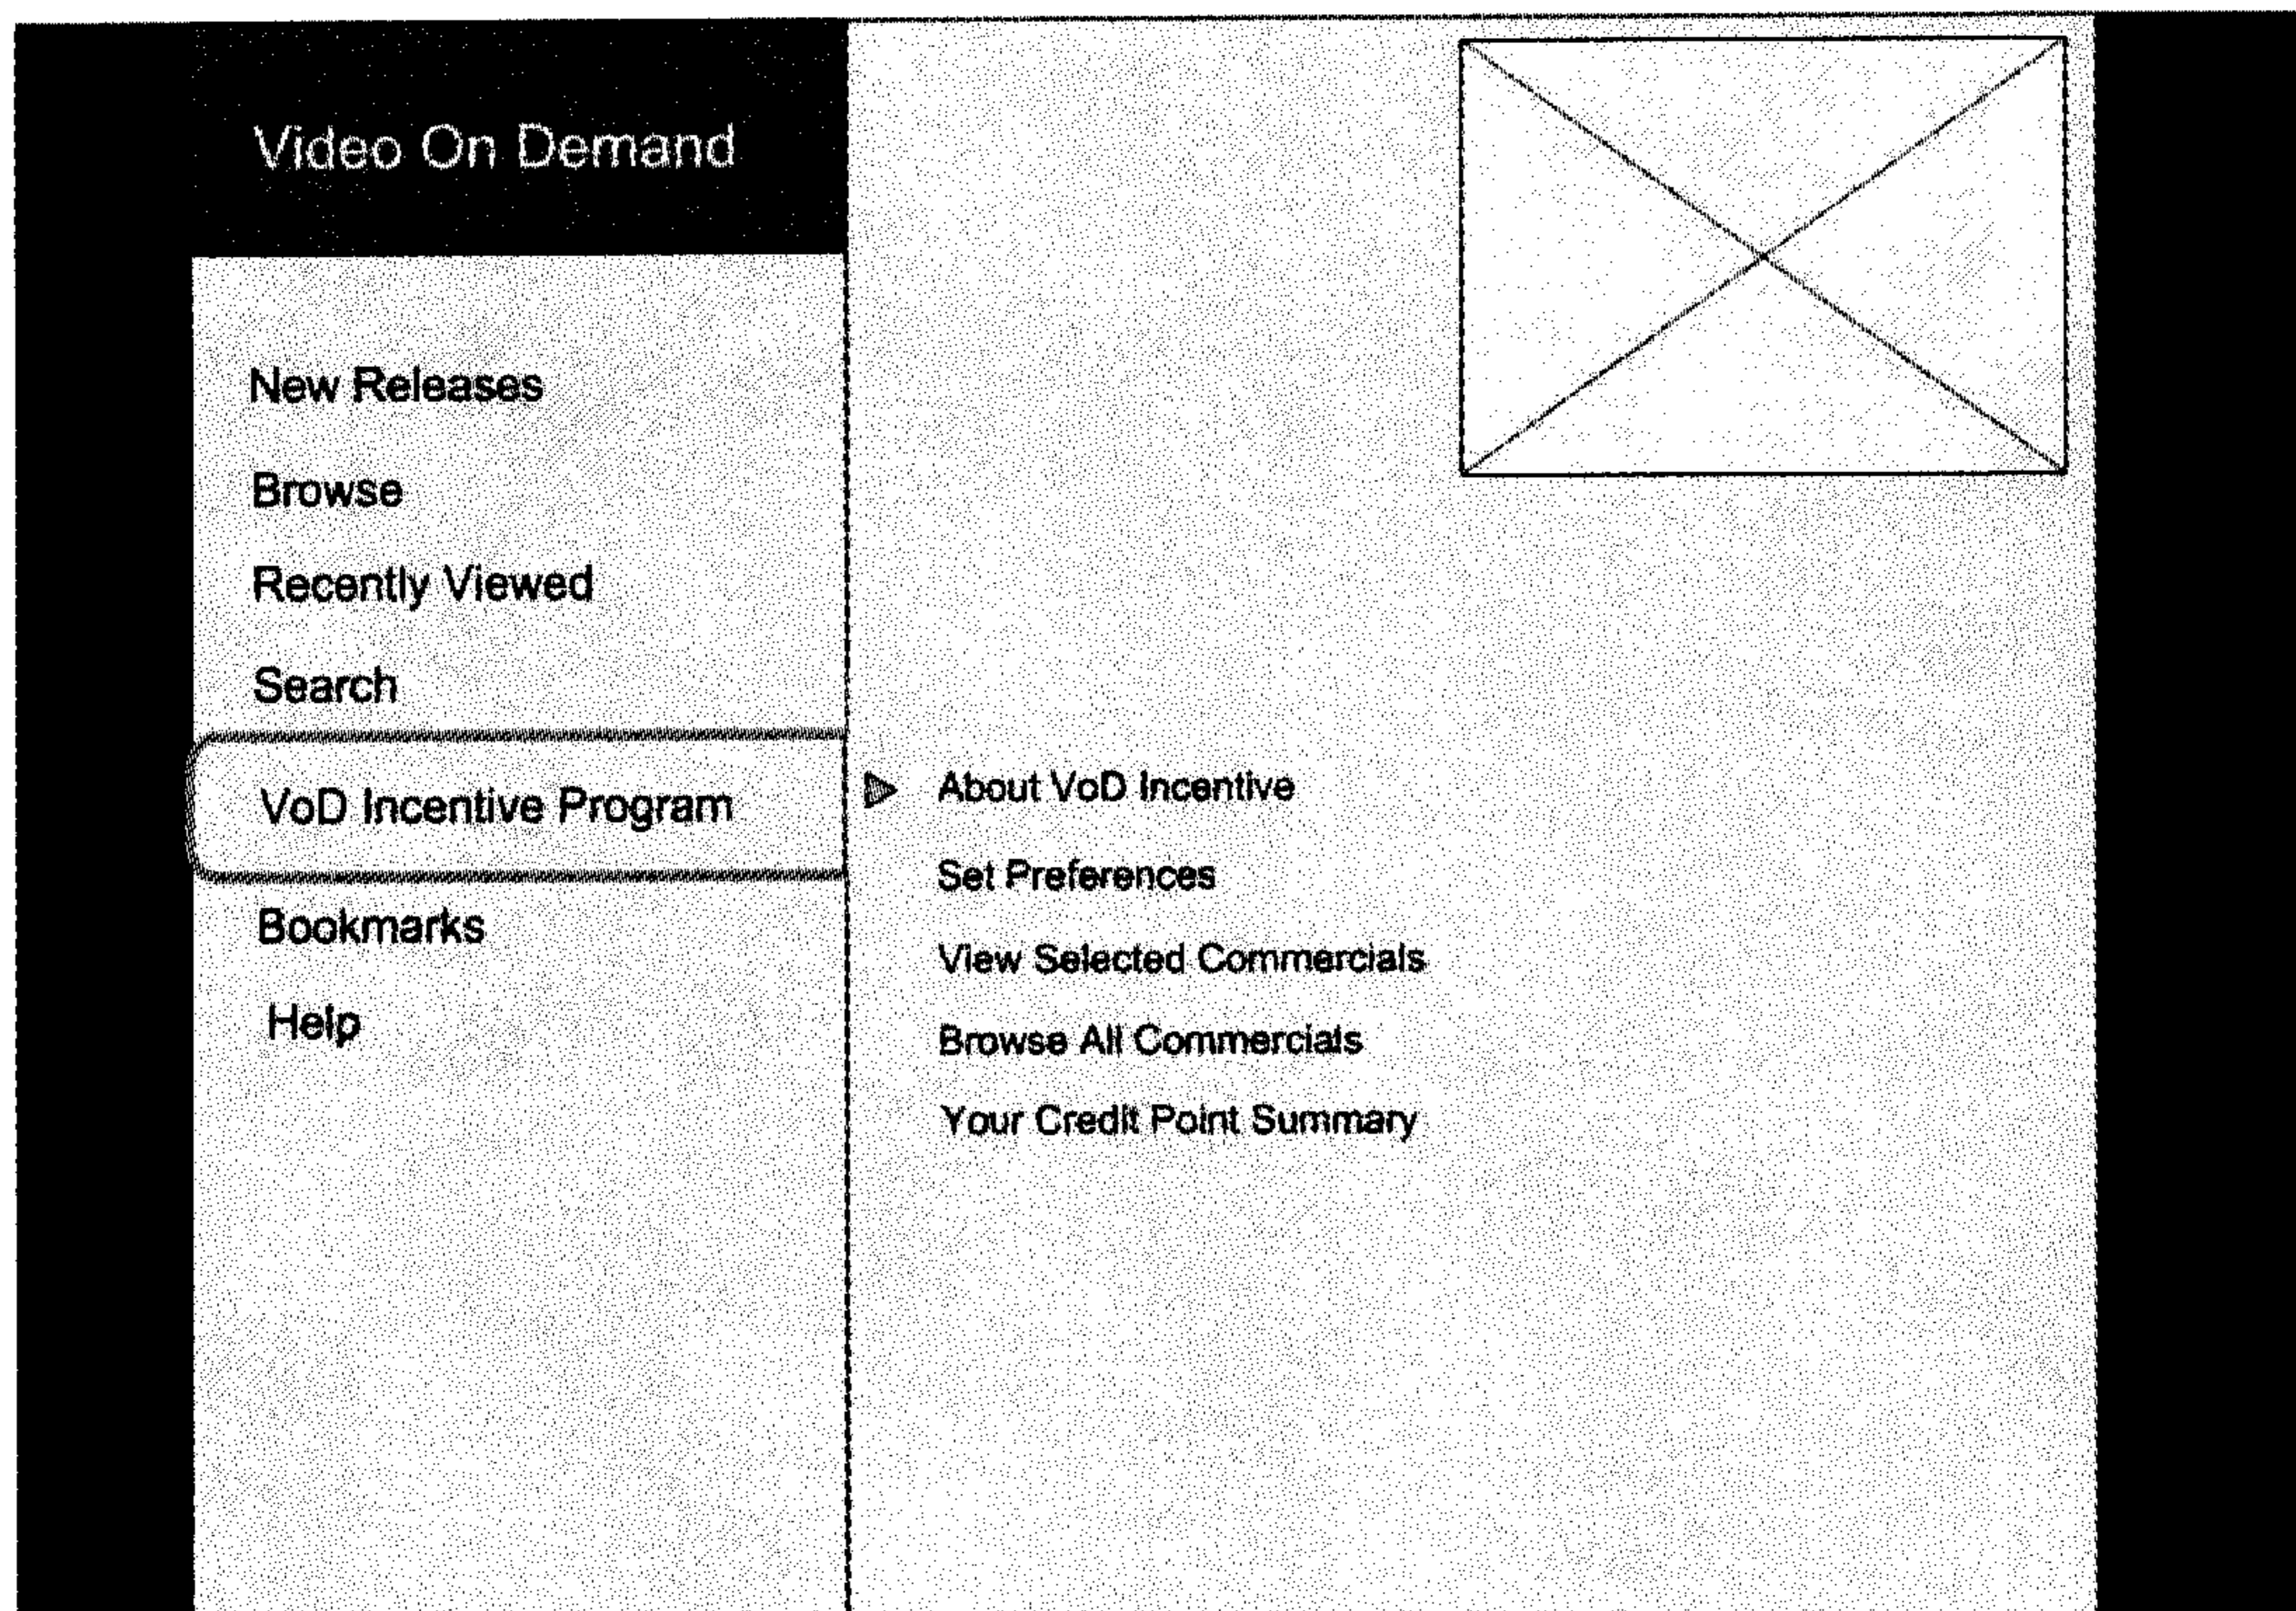 Video On Demand
New Releases
Browse
Recently Viewed
Search
VoD Incentive Program
Bookmarks
Help
About VoD Incentive
Set Preferences
View Selected Commercials
Browse All Commercials
Your Credit Point Summary